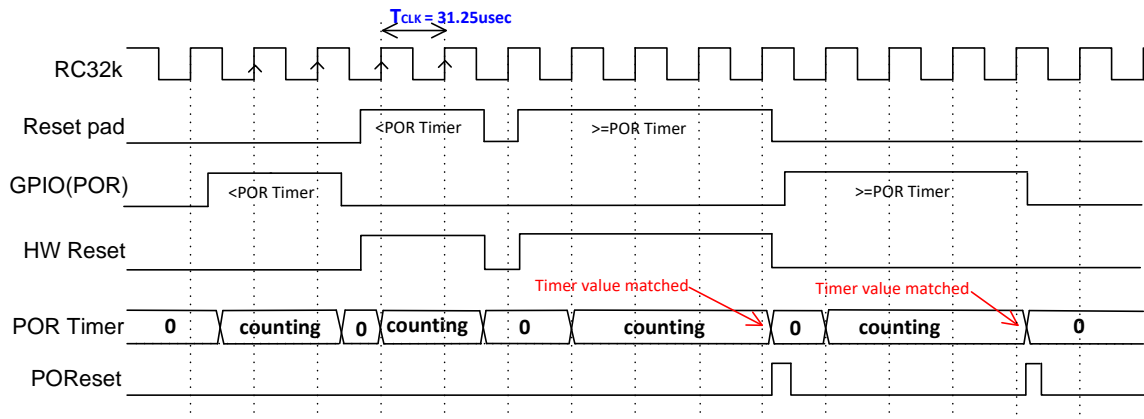 TCLK = 31.25usec
RC32k
Reset pad
<POR Timer
>=POR Timer
GPIO(POR)
<POR Timer
>=POR Timer
HW Reset
Timer value matched
Timer value matched
POR Timer
0
counting
0
counting
0
counting
0
counting
0
POReset